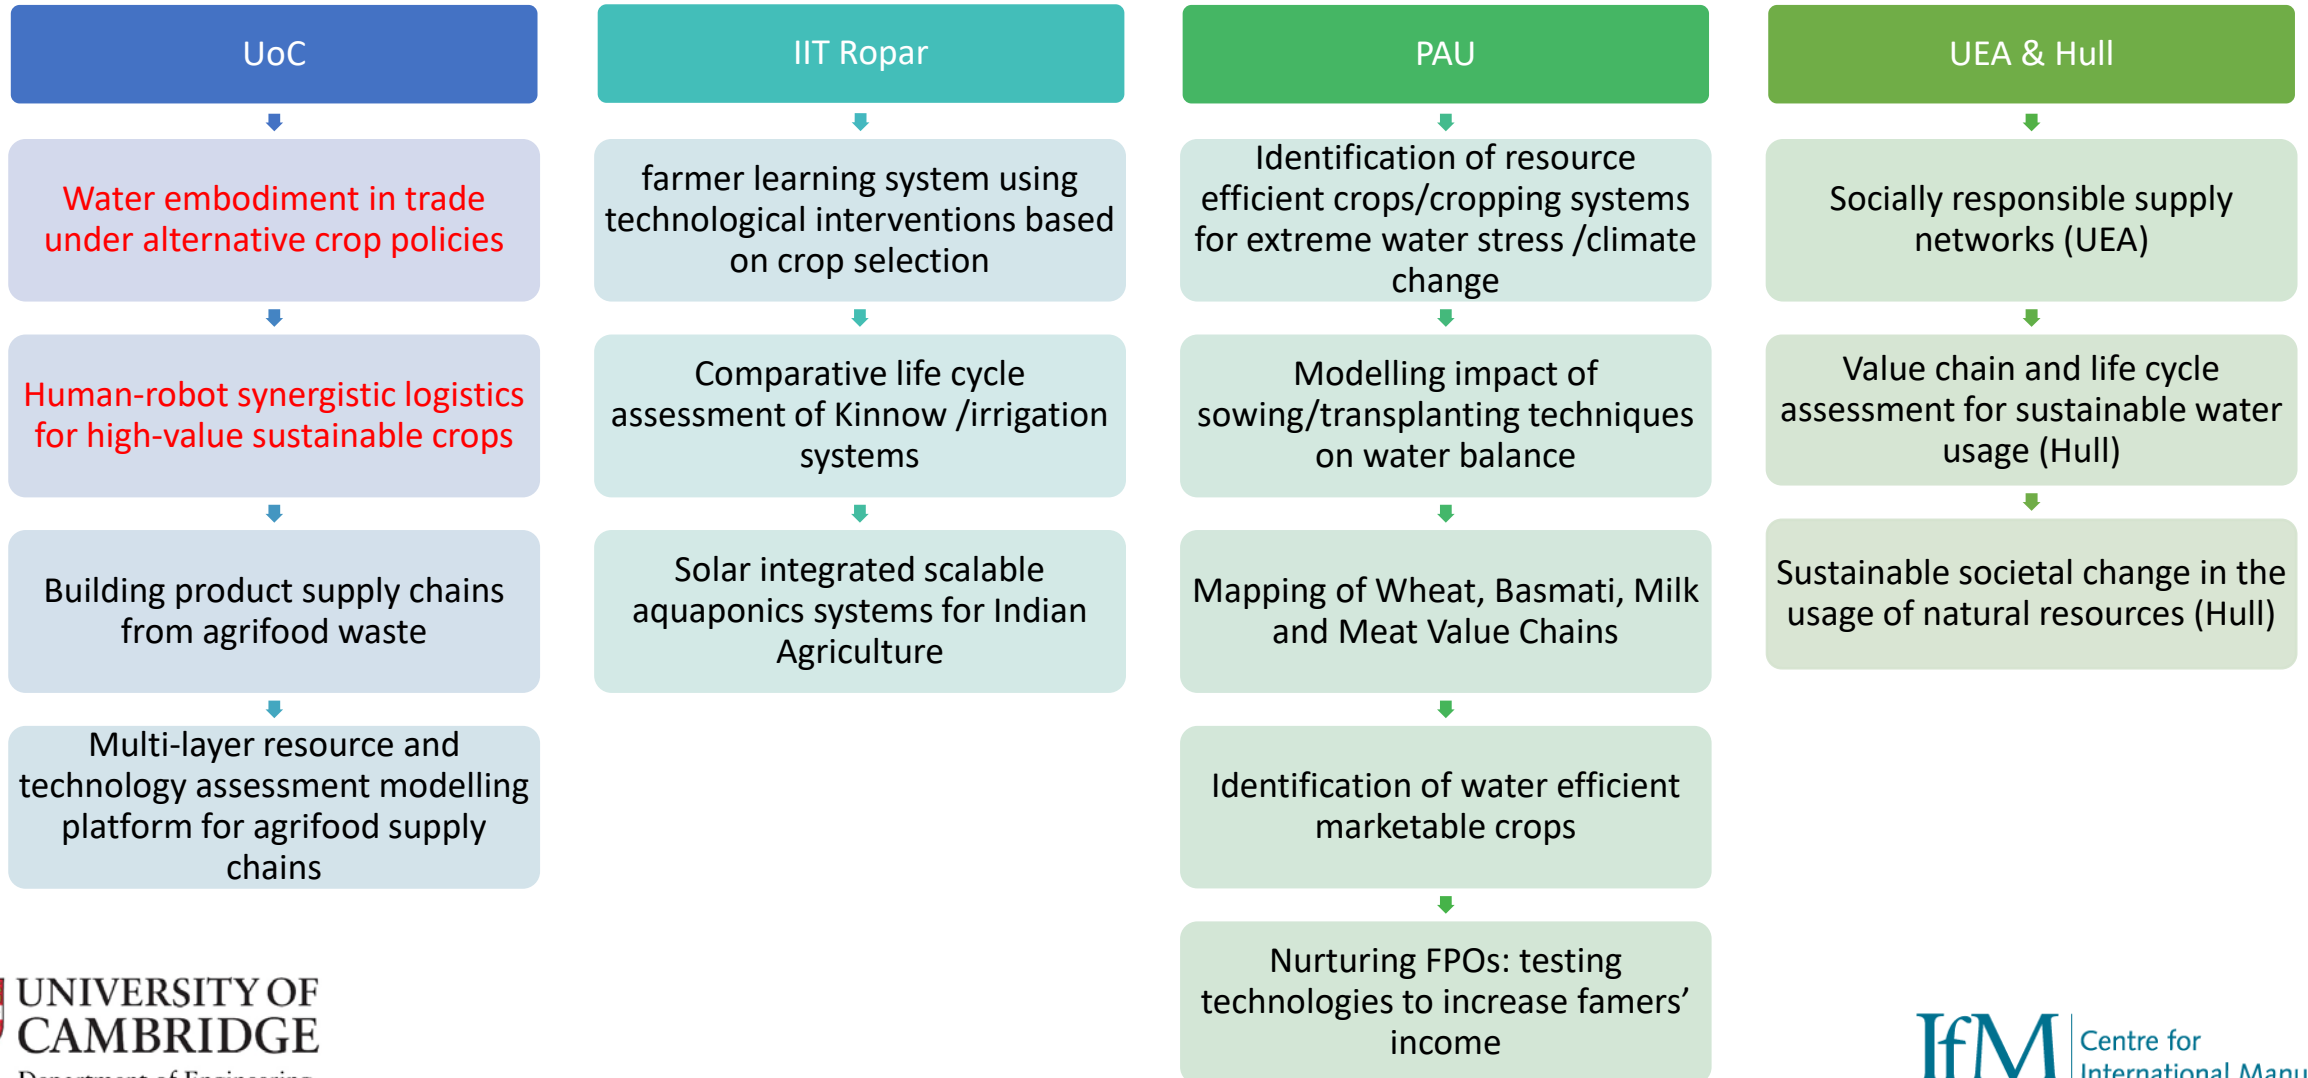 UoC
Water embodiment in trade
under alternative crop policies
Human-robot synergistic logistics
for high-value sustainable crops
Building product supply chains
from agrifood waste
Multi-layer resource and
technology assessment modelling
platform for agrifood supply
chains
IIT Ropar
farmer learning system using
technological interventions based
on crop selection
Comparative life cycle
assessment of Kinnow /irrigation
systems
Solar integrated scalable
aquaponics systems for Indian
Agriculture
PAU
Identification of resource
efficient crops/cropping systems
for extreme water stress /climate
change
Modelling impact of
sowing/transplanting techniques
on water balance
Mapping of Wheat, Basmati, Milk
and Meat Value Chains
Identification of water efficient
marketable crops
Nurturing FPOs: testing
technologies to increase famers’
income
UEA & Hull
Socially responsible supply
networks (UEA)
Value chain and life cycle
assessment for sustainable water
usage (Hull)
Sustainable societal change in the
usage of natural resources (Hull)
UNIVERSITY OF
CAMBRIDGE
Department of Engineering
IfM
Centre for
International Manu